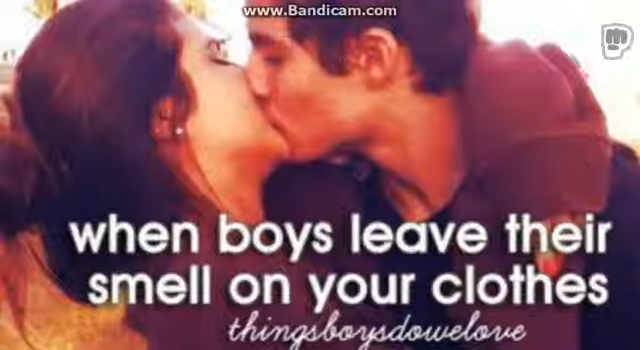 www.Bandicam.com
when boys leave their
smell on your clothes
thingsboysdowelove